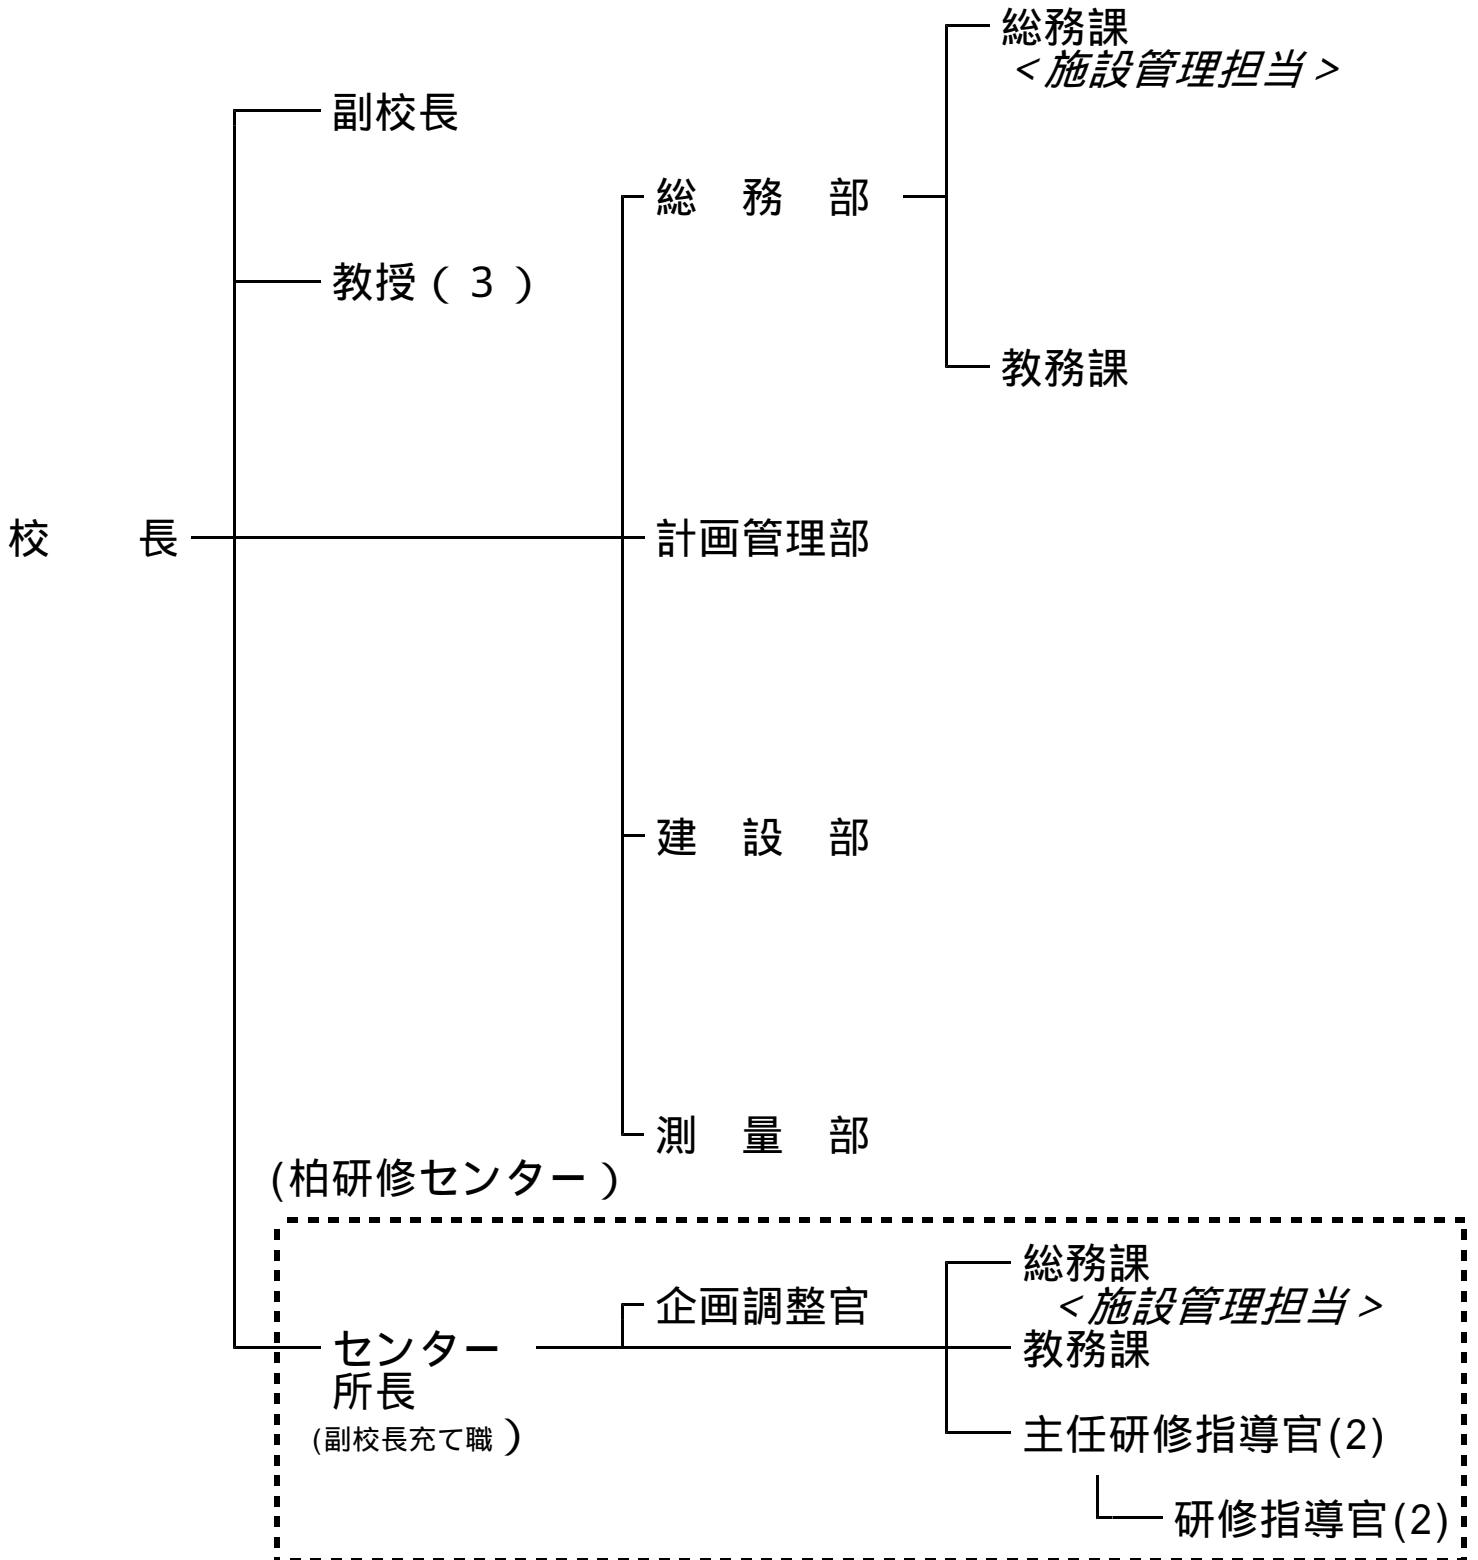 総務課
<施設管理担当>
副校長
総　務　部
教授(３)
教務課
校　　長
計画管理部
建　設　部
測　量　部
(柏研修センター)
総務課
企画調整官
<施設管理担当>
センター
教務課
所長
(副校長充て職)
主任研修指導官(2)
研修指導官(2)